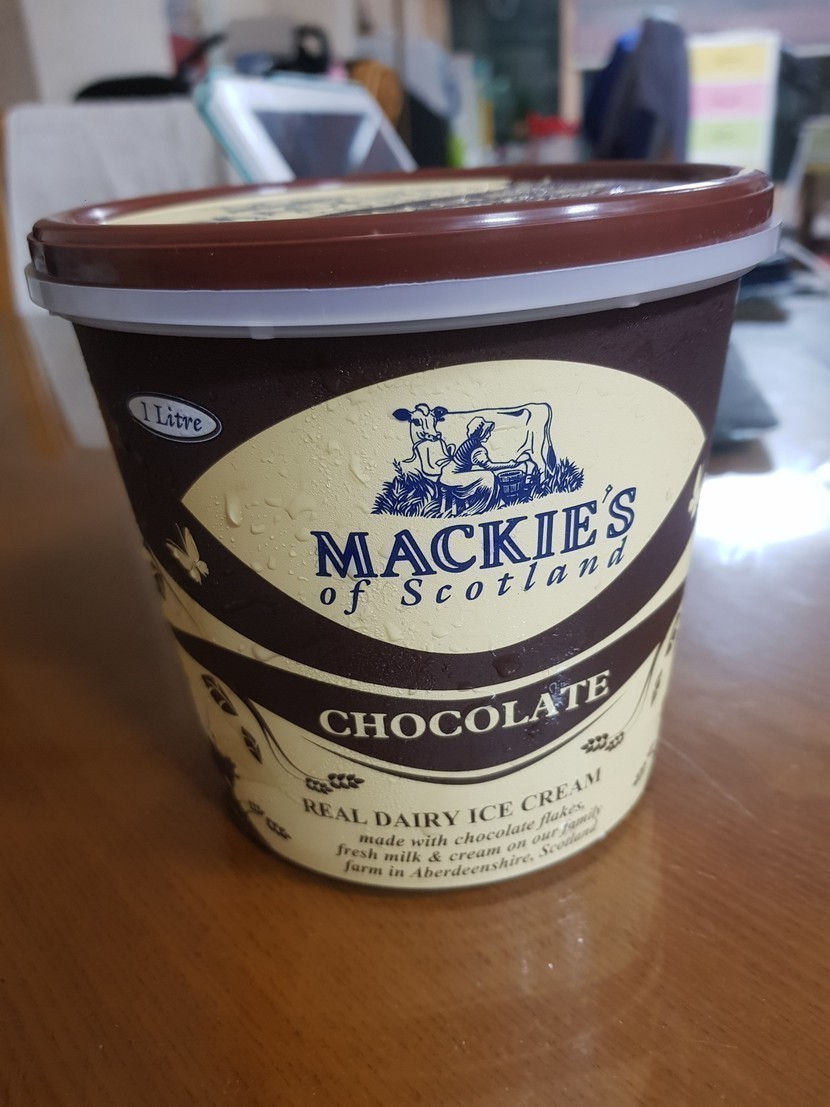 1 Litre
MACKIE'S
of Scotland
CHOCOLATE
REAL DAIRY ICE CREAM
made with chocolate flakes,
fresh milk & cream on our family
farm in Aberdeenshire, Scotland